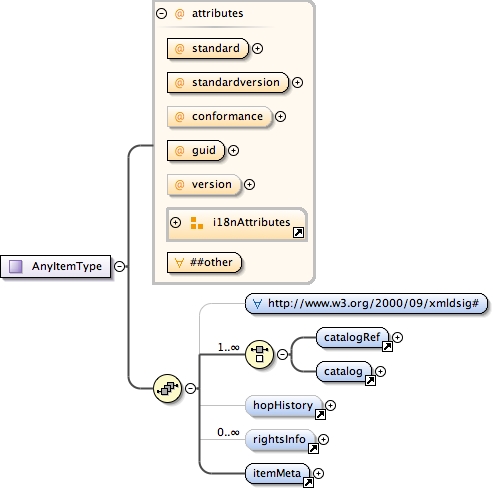 @ attributes
@ standard
@ standardversion
@ conformance
@ guid
@ version
i18nAttributes
∀ ##other
AnyItemType
∀ http://www.w3.org/2000/09/xmldsig#
1..∞
catalogRef
catalog
hopHistory
0..∞
rightsInfo
itemMeta